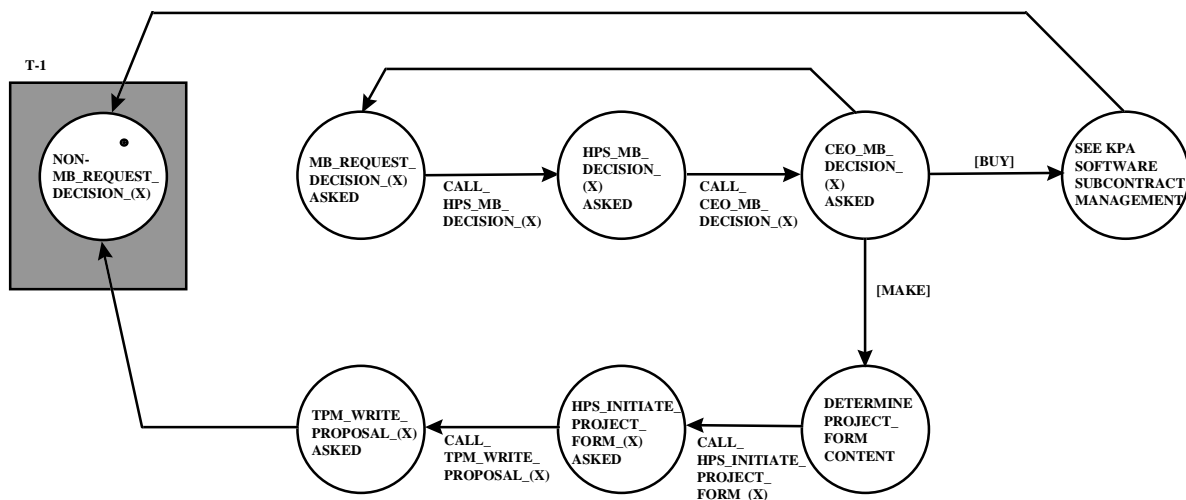 T-1
NON-
MB_REQUEST_
DECISION_(X)
MB_REQUEST_
DECISION_(X)
ASKED
CALL_
HPS_MB_
DECISION_(X)
HPS_MB_
DECISION_
(X)
ASKED
CALL_
CEO_MB_
DECISION_(X)
CEO_MB_
DECISION_
(X)
ASKED
[BUY]
SEE KPA
SOFTWARE
SUBCONTRACT
MANAGEMENT
[MAKE]
TPM_WRITE_
PROPOSAL_(X)
ASKED
CALL_
TPM_WRITE_
PROPOSAL_(X)
HPS_INITIATE_
PROJECT_
FORM_(X)
ASKED
CALL_
HPS_INITIATE_
PROJECT_
FORM_(X)
DETERMINE
PROJECT_
FORM
CONTENT